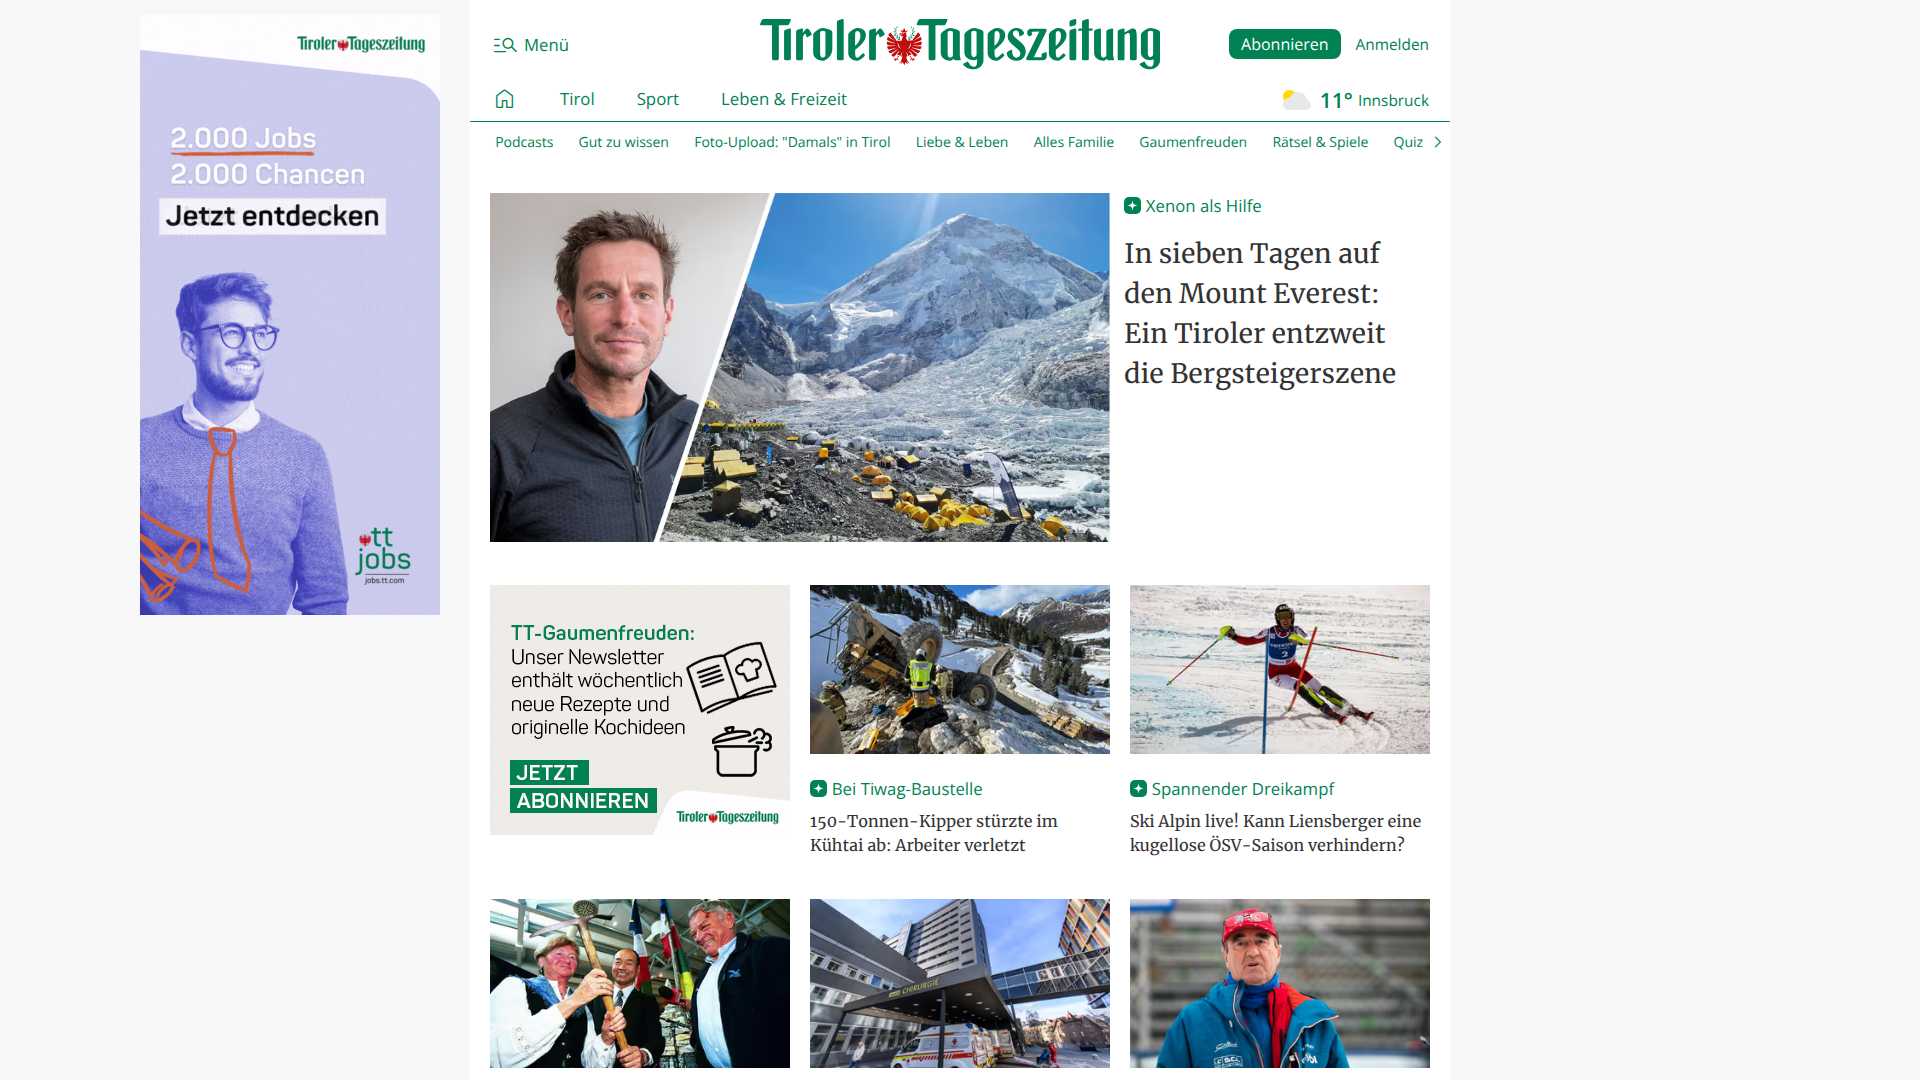 Tiroler Tageszeitung
2.000 Jobs
2.000 Chancen
Jetzt entdecken
tt
jobs
jobs.tt.com
Menü
Tiroler Tageszeitung
Abonnieren
Anmelden
Tirol
Sport
Leben & Freizeit
11° Innsbruck
Podcasts
Gut zu wissen
Foto-Upload: "Damals" in Tirol
Liebe & Leben
Alles Familie
Gaumenfreuden
Rätsel & Spiele
Quiz
Xenon als Hilfe
In sieben Tagen auf
den Mount Everest:
Ein Tiroler entzweit
die Bergsteigerszene
TT-Gaumenfreuden:
Unser Newsletter
enthält wöchentlich
neue Rezepte und
originelle Kochideen
JETZT
ABONNIEREN
Tiroler Tageszeitung
2
Bei Tiwag-Baustelle
150-Tonnen-Kipper stürzte im
Kühtai ab: Arbeiter verletzt
Spannender Dreikampf
Ski Alpin live! Kann Liensberger eine
kugellose ÖSV-Saison verhindern?
CHIRURGIE